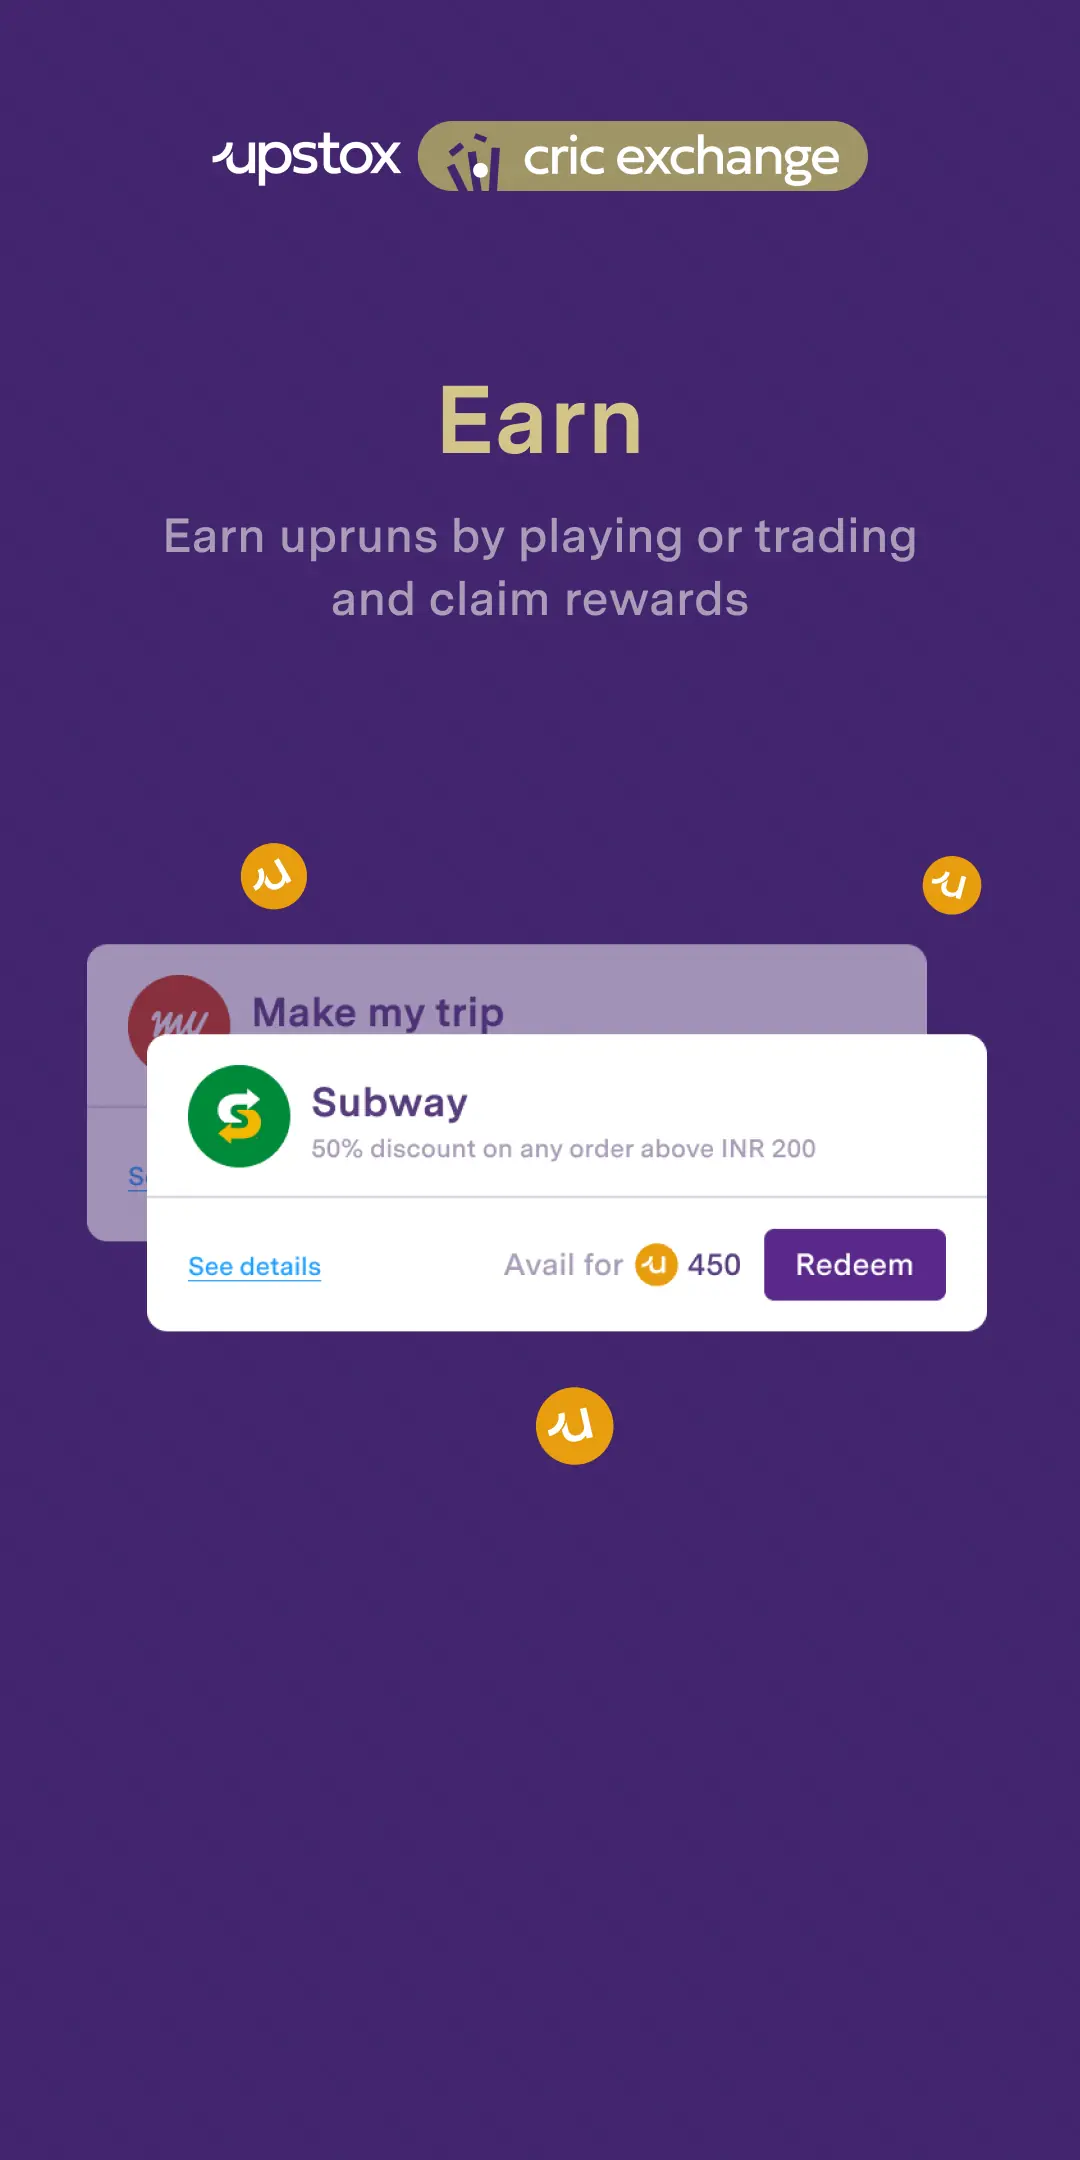 upstox cric exchange
Earn
Earn upruns by playing or trading
and claim rewards
my Make my trip
Subway
50% discount on any order above INR 200
See details Avail for 450 Redeem